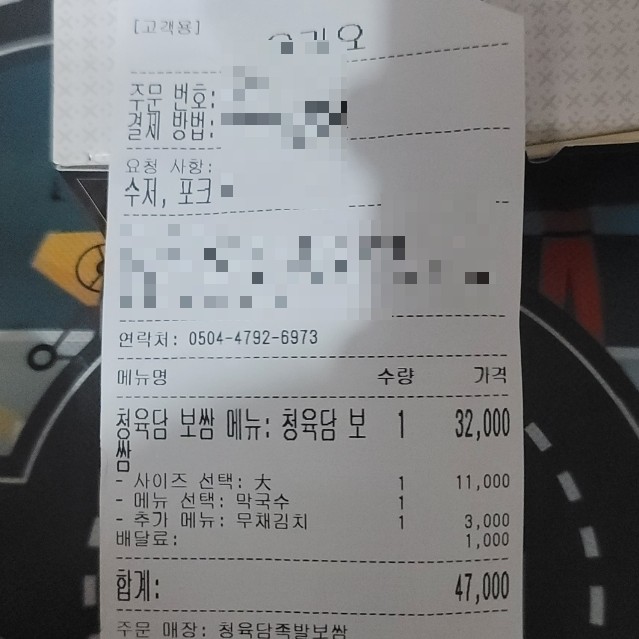 [고객용]
주문 번호:
결제 방법:
요청 사항:
수저, 포크
연락처: 0504-4792-6973
메뉴명 수량 가격
청육담 보쌈 메뉴: 청육담 보 1 32,000
쌈
- 사이즈 선택: 大 1 11,000
- 메뉴 선택: 막국수 1
- 추가 메뉴: 무채김치 1 3,000
배달료: 1,000
합계: 47,000
주문 매장: 청육담족발보쌈